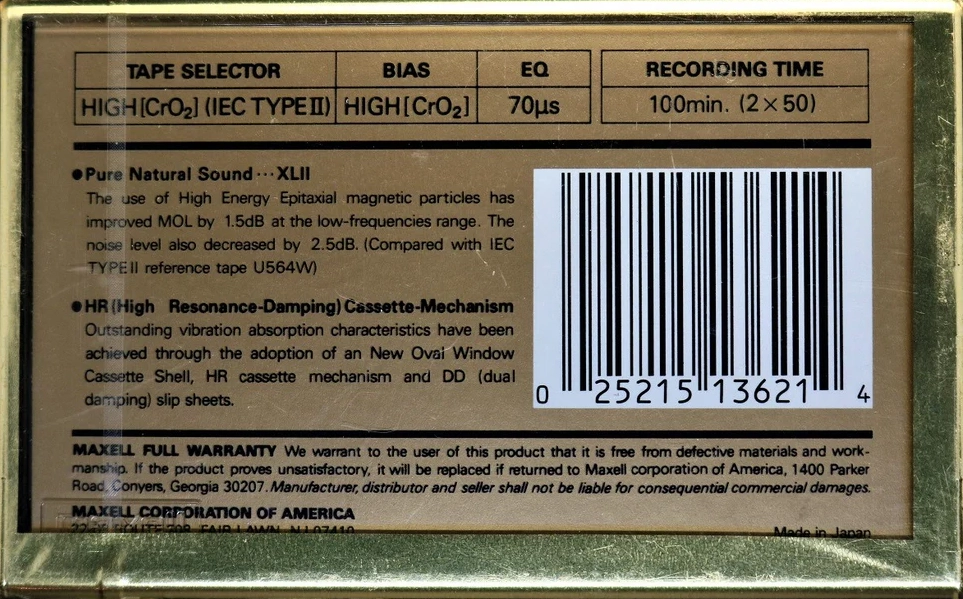 TAPE SELECTOR BIAS EQ RECORDING TIME
HIGH[CrO₂] (IEC TYPE II) HIGH[CrO₂] 70µs 100min. (2×50)
●Pure Natural Sound···XLII
The use of High Energy Epitaxial magnetic particles has
improved MOL by 1.5dB at the low-frequencies range. The
noise level also decreased by 2.5dB. (Compared with IEC
TYPE II reference tape U564W)
●HR(High Resonance-Damping) Cassette-Mechanism
Outstanding vibration absorption characteristics have been
achieved through the adoption of an New Oval Window
Cassette Shell, HR cassette mechanism and DD (dual
damping) slip sheets.
0 25215 13621 4
MAXELL FULL WARRANTY We warrant to the user of this product that it is free from defective materials and work-
manship. If the product proves unsatisfactory, it will be replaced if returned to Maxell corporation of America, 1400 Parker
Road, Conyers, Georgia 30207. Manufacturer, distributor and seller shall not be liable for consequential commercial damages.
MAXELL CORPORATION OF AMERICA
ROUTE 208, FAIR LAWN, N.J. 07410 Made in Japan